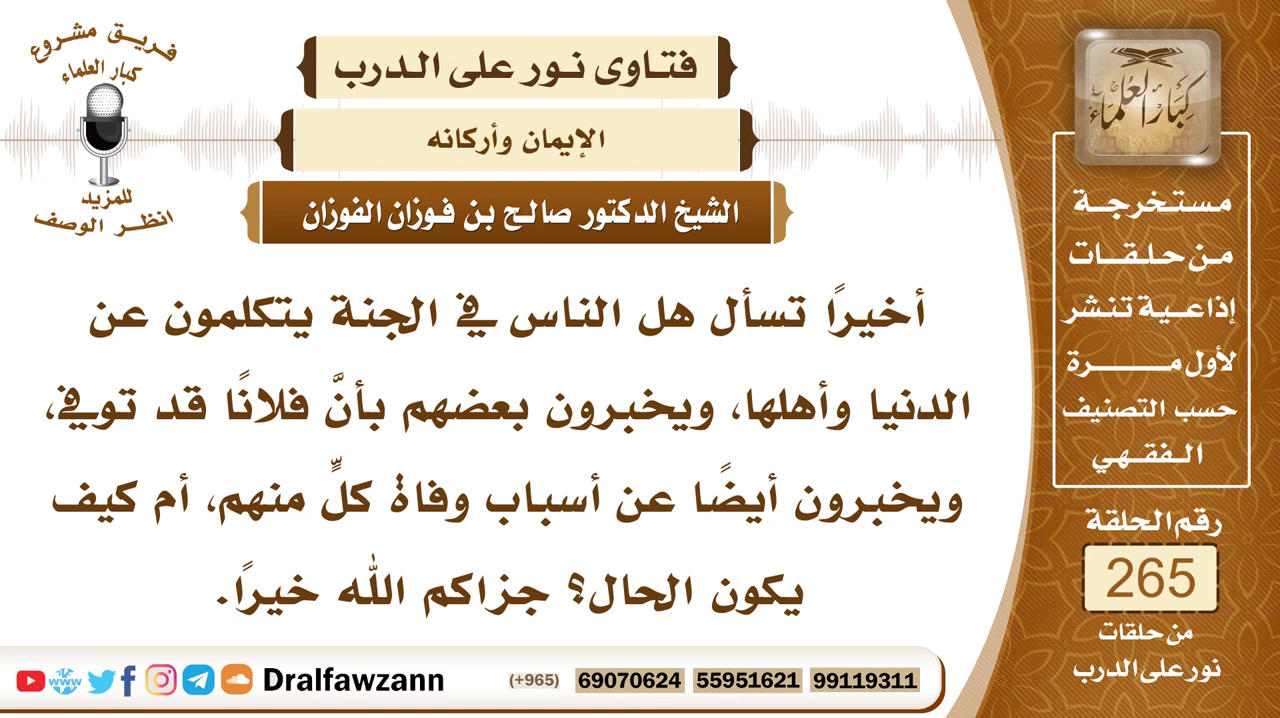 فريق مشروع
كبار العلماء
للمزيد
انظر الوصف
فتاوى نور على الدرب
الإيمان وأركانه
الشيخ الدكتور صالح بن فوزان الفوزان
أخيرًا تسأل هل الناس في الجنة يتكلمون عن
الدنيا وأهلها، ويخبرون بعضهم بأنَّ فلانًا قد توفي،
ويخبرون أيضًا عن أسباب وفاة كلٍّ منهم، أم كيف
يكون الحال؟ جزاكم الله خيرًا.
كبار العلماء
مستخرجة
من حلقات
إذاعية تنشر
لأول مرة
حسب التصنيف
الفقهي
رقم الحلقة
265
من حلقات
نور على الدرب
www Dralfawzann (+965) 69070624 55951621 99119311